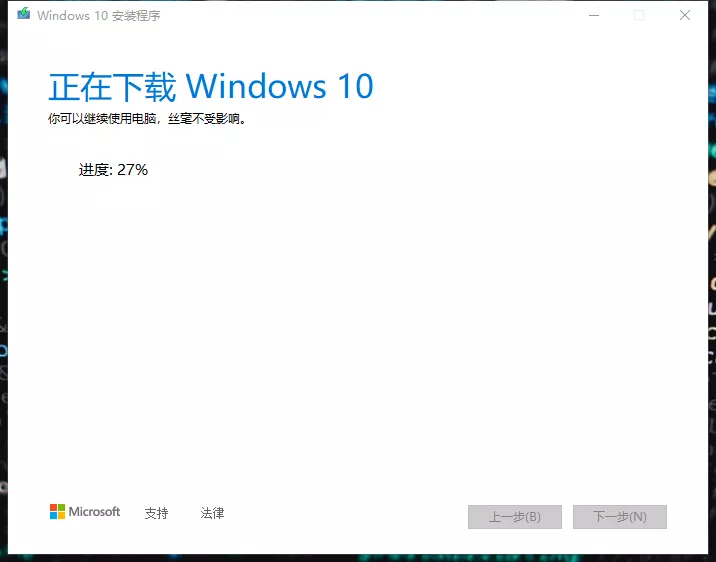 Windows 10 安装程序
正在下载 Windows 10
你可以继续使用电脑，丝毫不受影响。
进度: 27%
Microsoft 支持 法律 上一步(B) 下一步(N)